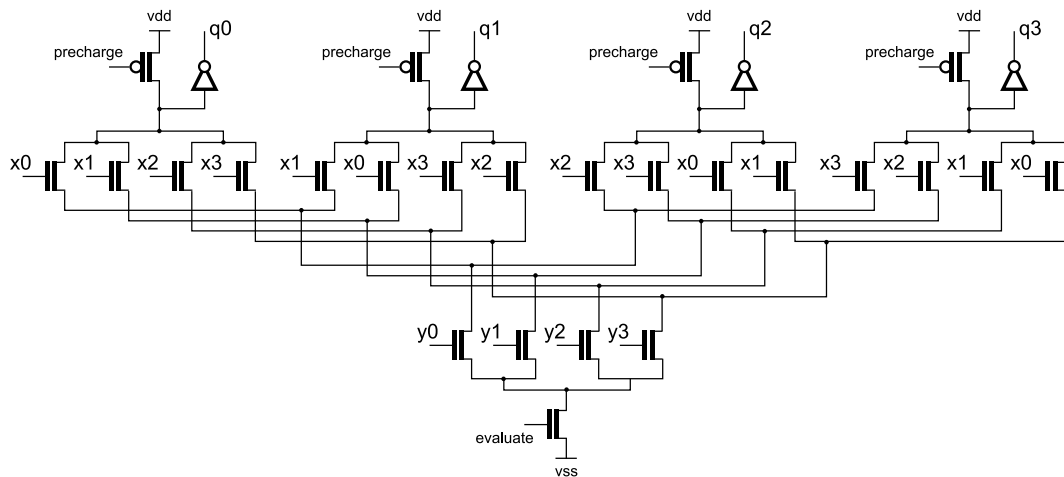 vdd vdd vdd vdd
q0 q1 q2 q3
precharge precharge precharge precharge
x0 x1 x2 x3 x1 x0 x3 x2 x2 x3 x0 x1 x3 x2 x1 x0
y0 y1 y2 y3
evaluate
vss